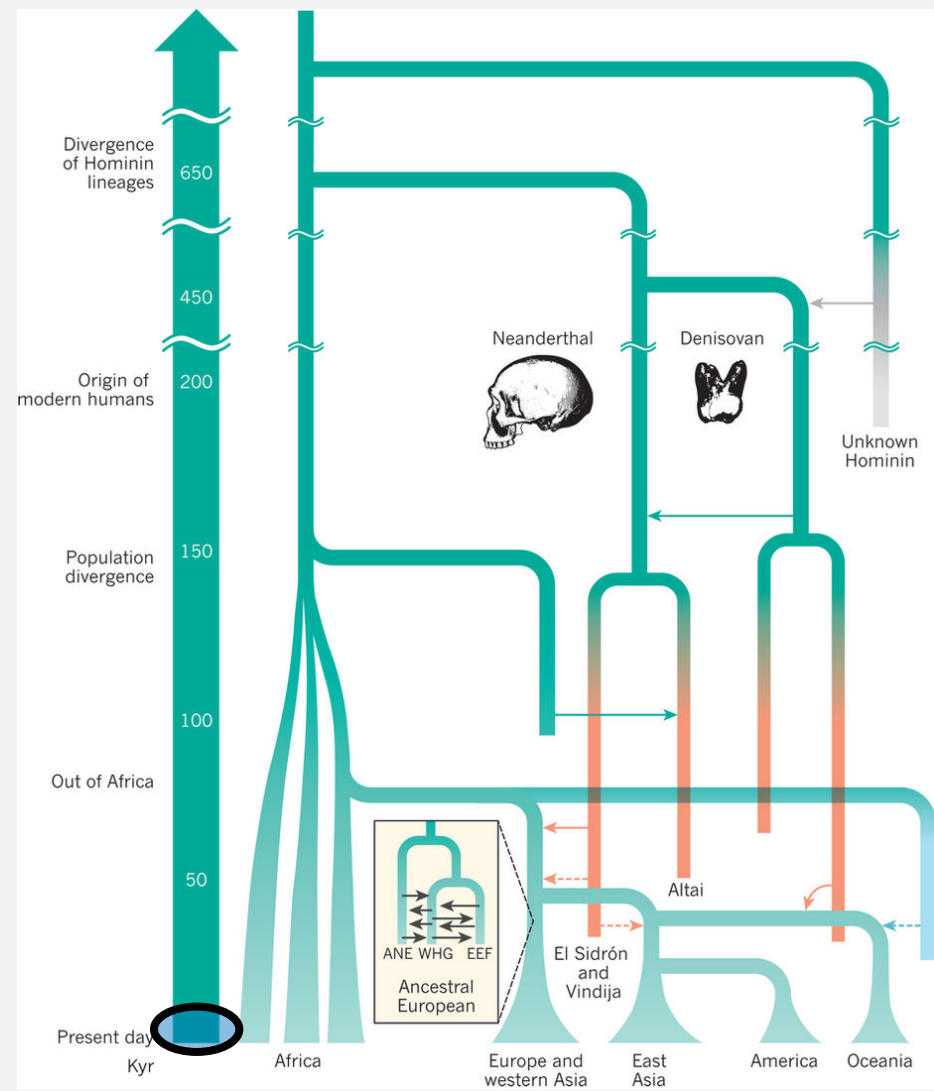 Divergence
of Hominin
lineages
650
450
Neanderthal
Denisovan
Origin of
modern humans
200
Unknown
Hominin
Population
divergence
150
100
Out of Africa
50
Altai
ANE WHG EEF
Ancestral
European
El Sidrón
and
Vindija
Present day
Kyr
Africa
Europe and
western Asia
East
Asia
America
Oceania